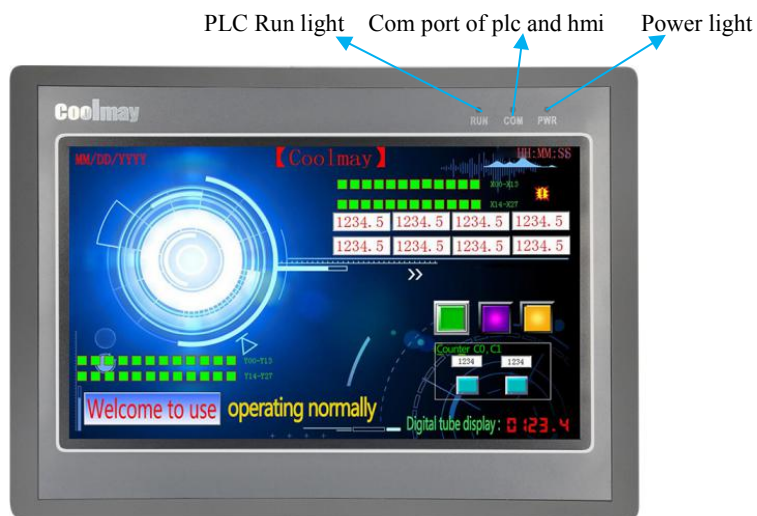 PLC Run light Com port of plc and hmi Power light
Coolmay
RUN COM PWR
MM/DD/YYYY 【Coolmay】 HH:MM:SS
X00-X13
X14-X27
1234.5 1234.5 1234.5 1234.5
1234.5 1234.5 1234.5 1234.5
»
Counter C0,C1
1234 1234
Y00-Y13
Y14-Y27
Welcome to use operating normally
Digital tube display: 0123.4